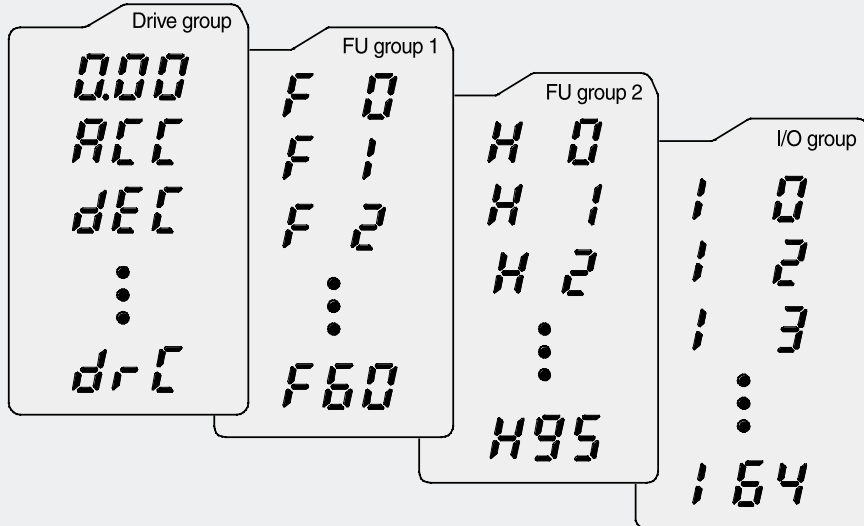 Drive group
0.00
ACC
dEC
drC
FU group 1
F 0
F 1
F 2
F60
FU group 2
H 0
H 1
H 2
H95
I/O group
I 0
I 2
I 3
I 64